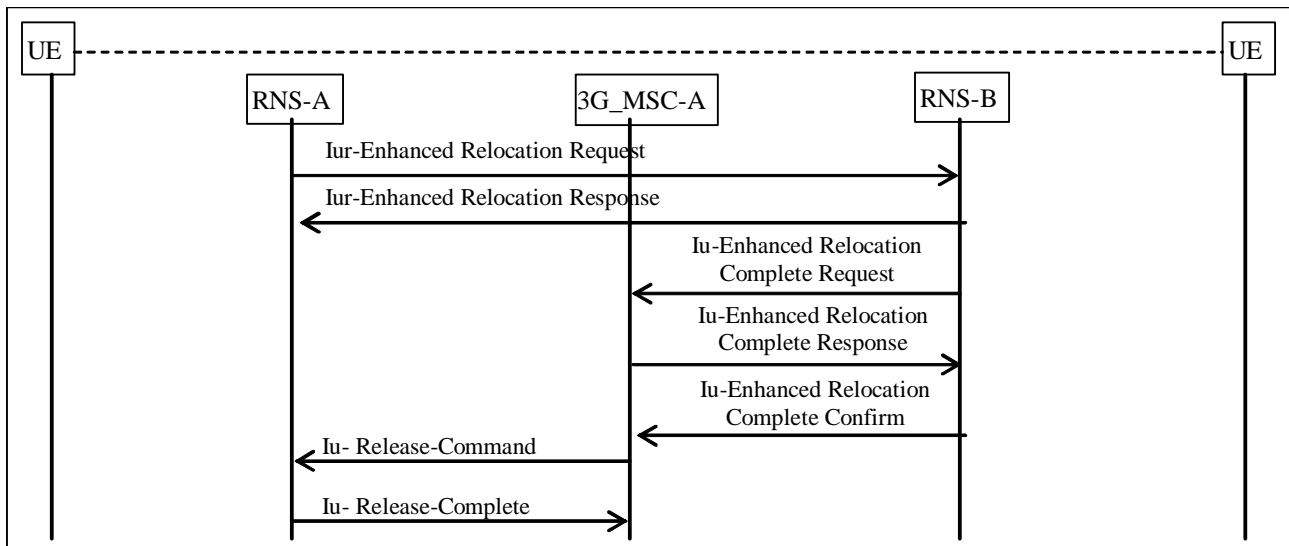 UE
UE
RNS-A
3G_MSC-A
RNS-B
Iur-Enhanced Relocation Request
Iur-Enhanced Relocation Response
Iu-Enhanced Relocation
Complete Request
Iu-Enhanced Relocation
Complete Response
Iu-Enhanced Relocation
Complete Confirm
Iu- Release-Command
Iu- Release-Complete